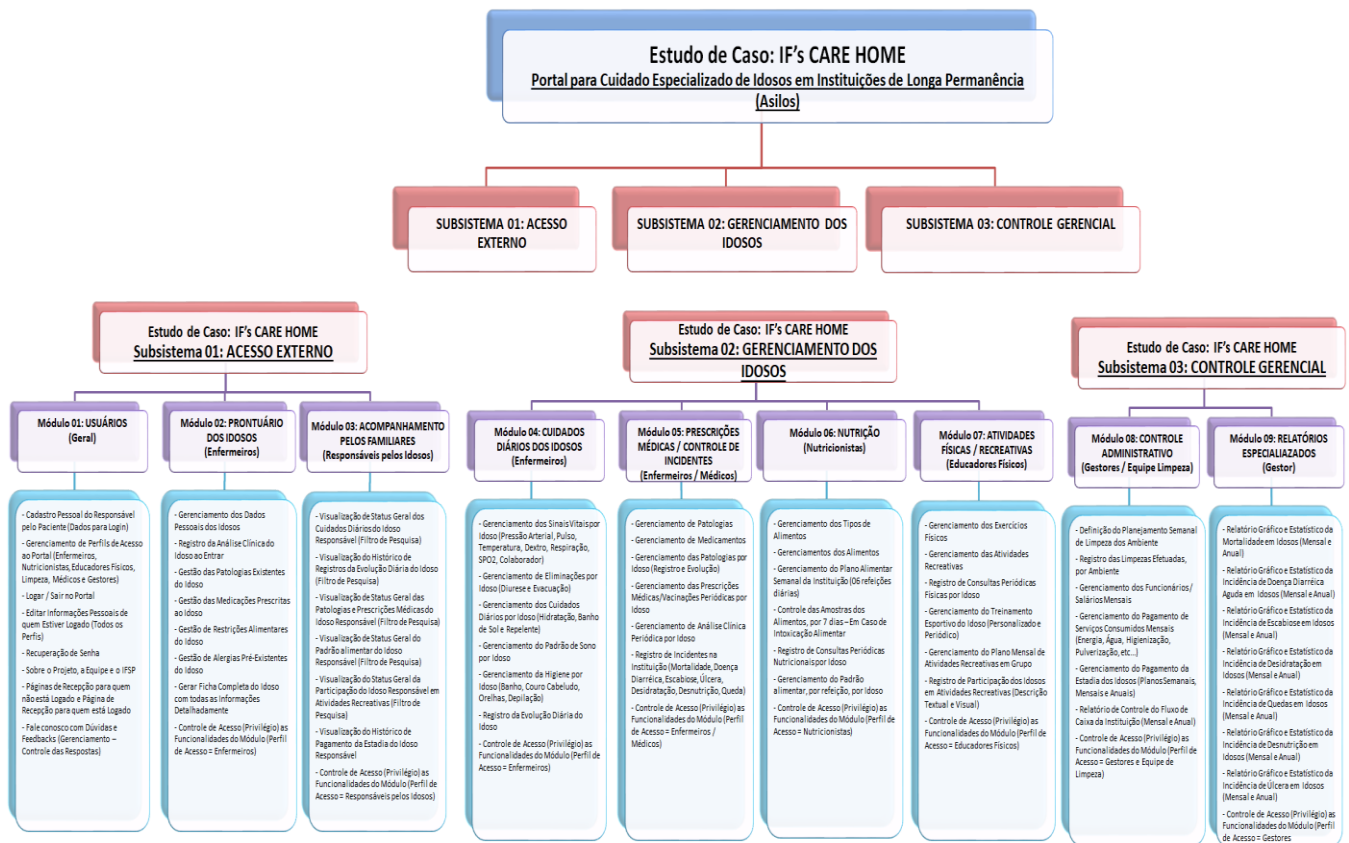 Estudo de Caso: IF's CARE HOME
Portal para Cuidado Especializado de Idosos em Instituições de Longa Permanência
(Asilos)
SUBSISTEMA 01: ACESSO
EXTERNO
SUBSISTEMA 02: GERENCIAMENTO DOS
IDOSOS
SUBSISTEMA 03: CONTROLE GERENCIAL
Estudo de Caso: IF's CARE HOME
Subsistema 01: ACESSO EXTERNO
Estudo de Caso: IF's CARE HOME
Subsistema 02: GERENCIAMENTO DOS
IDOSOS
Estudo de Caso: IF's CARE HOME
Subsistema 03: CONTROLE GERENCIAL
Módulo 01: USUÁRIOS
(Geral)
Módulo 02: PRONTUÁRIO
DOS IDOSOS
(Enfermeiros)
Módulo 03: ACOMPANHAMENTO
PELOS FAMILIARES
(Responsáveis pelos Idosos)
Módulo 04: CUIDADOS
DIÁRIOS DOS IDOSOS
(Enfermeiros)
Módulo 05: PRESCRIÇÕES
MÉDICAS / CONTROLE DE
INCIDENTES
(Enfermeiros / Médicos)
Módulo 06: NUTRIÇÃO
(Nutricionistas)
Módulo 07: ATIVIDADES
FÍSICAS / RECREATIVAS
(Educadores Físicos)
Módulo 08: CONTROLE
ADMINISTRATIVO
(Gestores / Equipe Limpeza)
Módulo 09: RELATÓRIOS
ESPECIALIZADOS
(Gestor)
- Cadastro Pessoal do Responsável
pelo Paciente (Dados para Login)
- Gerenciamento de Perfis de Acesso
ao Portal (Enfermeiros,
Nutricionistas, Educadores Físicos,
Limpeza, Médicos e Gestores)
- Logar / Sair no Portal
- Editar Informações Pessoais de
quem Estiver Logado (Todos os
Perfis)
- Recuperação de Senha
- Sobre o Projeto, a Equipe e o IFSP
- Páginas de Recepção para quem
não está Logado e Página de
Recepção para quem está Logado
- Fale conosco com Dúvidas e
Feedbacks (Gerenciamento –
Controle das Respostas)
- Gerenciamento dos Dados
Pessoais dos Idosos
- Registro da Análise Clínica do
Idoso ao Entrar
- Gestão das Patologias Existentes
do Idoso
- Gestão das Medicações Prescritas
ao Idoso
- Gestão de Restrições Alimentares
do Idoso
- Gestão de Alergias Pré-Existentes
do Idoso
- Gerar Ficha Completa do Idoso
com todas as Informações
Detalhadamente
- Controle de Acesso (Privilégio) as
Funcionalidades do Módulo (Perfil
de Acesso = Enfermeiros)
- Visualização de Status Geral dos
Cuidados Diários do Idoso
Responsável (Filtro de Pesquisa)
- Visualização do Histórico de
Registros da Evolução Diária do Idoso
(Filtro de Pesquisa)
- Visualização de Status Geral das
Patologias e Prescrições Médicas do
Idoso Responsável (Filtro de Pesquisa)
- Visualização de Status Geral do
Padrão alimentar do Idoso
Responsável (Filtro de Pesquisa)
- Visualização do Status Geral da
Participação do Idoso Responsável em
Atividades Recreativas (Filtro de
Pesquisa)
- Visualização do Histórico de
Pagamento da Estadia do Idoso
Responsável
- Controle de Acesso (Privilégio) as
Funcionalidades do Módulo (Perfil de
Acesso = Responsáveis pelos Idosos)
- Gerenciamento dos Sinais Vitais por
Idoso (Pressão Arterial, Pulso,
Temperatura, Dextro, Respiração,
SPO2, Colaborador)
- Gerenciamento de Eliminações por
Idoso (Diurese e Evacuação)
- Gerenciamento dos Cuidados
Diários por Idoso (Hidratação, Banho
de Sol e Repelente)
- Gerenciamento do Padrão de Sono
por Idoso
- Gerenciamento da Higiene por
Idoso (Banho, Couro Cabeludo,
Orelhas, Depilação)
- Registro da Evolução Diária do
Idoso
- Controle de Acesso (Privilégio) as
Funcionalidades do Módulo (Perfil de
Acesso = Enfermeiros)
- Gerenciamento de Patologias
- Gerenciamento de Medicamentos
- Gerenciamento das Patologias por
Idoso (Registro e Evolução)
- Gerenciamento das Prescrições
Médicas/Vacinações Periódicas por
Idoso
- Gerenciamento de Análise Clínica
Periódica por Idoso
- Registro de Incidentes na
Instituição (Mortalidade, Doença
Diarréica, Escabiose, Úlcera,
Desidratação, Desnutrição, Queda)
- Controle de Acesso (Privilégio) as
Funcionalidades do Módulo (Perfil
de Acesso = Enfermeiros /
Médicos)
- Gerenciamento dos Tipos de
Alimentos
- Gerenciamentos dos Alimentos
- Gerenciamento do Plano Alimentar
Semanal da Instituição (06 refeições
diárias)
- Controle das Amostras dos
Alimentos, por 7 dias – Em Caso de
Intoxicação Alimentar
- Registro de Consultas Periódicas
Nutricionais por Idoso
- Gerenciamento do Padrão
alimentar, por refeição, por Idoso
- Controle de Acesso (Privilégio) as
Funcionalidades do Módulo (Perfil de
Acesso = Nutricionistas)
- Gerenciamento dos Exercícios
Físicos
- Gerenciamento das Atividades
Recreativas
- Registro de Consultas Periódicas
Físicas por Idoso
- Gerenciamento do Treinamento
Esportivo do Idoso (Personalizado e
Periódico)
- Gerenciamento do Plano Mensal de
Atividades Recreativas em Grupo
- Registro de Participação dos Idosos
em Atividades Recreativas (Descrição
Textual e Visual)
- Controle de Acesso (Privilégio) as
Funcionalidades do Módulo (Perfil de
Acesso = Educadores Físicos)
- Definição do Planejamento Semanal
de Limpeza dos Ambiente
- Registro das Limpezas Efetuadas,
por Ambiente
- Gerenciamento dos Funcionários/
Salários Mensais
- Gerenciamento do Pagamento de
Serviços Consumidos Mensais
(Energia, Água, Higienização,
Pulverização, etc...)
- Gerenciamento do Pagamento da
Estadia dos Idosos (Planos Semanais,
Mensais e Anuais)
- Relatório de Controle do Fluxo de
Caixa da Instituição (Mensal e Anual)
- Controle de Acesso (Privilégio) as
Funcionalidades do Módulo (Perfil de
Acesso = Gestores e Equipe de
Limpeza)
- Relatório Gráfico e Estatístico da
Mortalidade em Idosos (Mensal e
Anual)
- Relatório Gráfico e Estatístico da
Incidência de Doença Diarréica
Aguda em Idosos (Mensal e Anual)
- Relatório Gráfico e Estatístico da
Incidência de Escabiose em Idosos
(Mensal e Anual)
- Relatório Gráfico e Estatístico da
Incidência de Desidratação em
Idosos (Mensal e Anual)
- Relatório Gráfico e Estatístico da
Incidência de Quedas em Idosos
(Mensal e Anual)
- Relatório Gráfico e Estatístico da
Incidência de Desnutrição em
Idosos (Mensal e Anual)
- Relatório Gráfico e Estatístico da
Incidência de Úlcera em Idosos
(Mensal e Anual)
- Controle de Acesso (Privilégio) as
Funcionalidades do Módulo (Perfil
de Acesso = Gestores